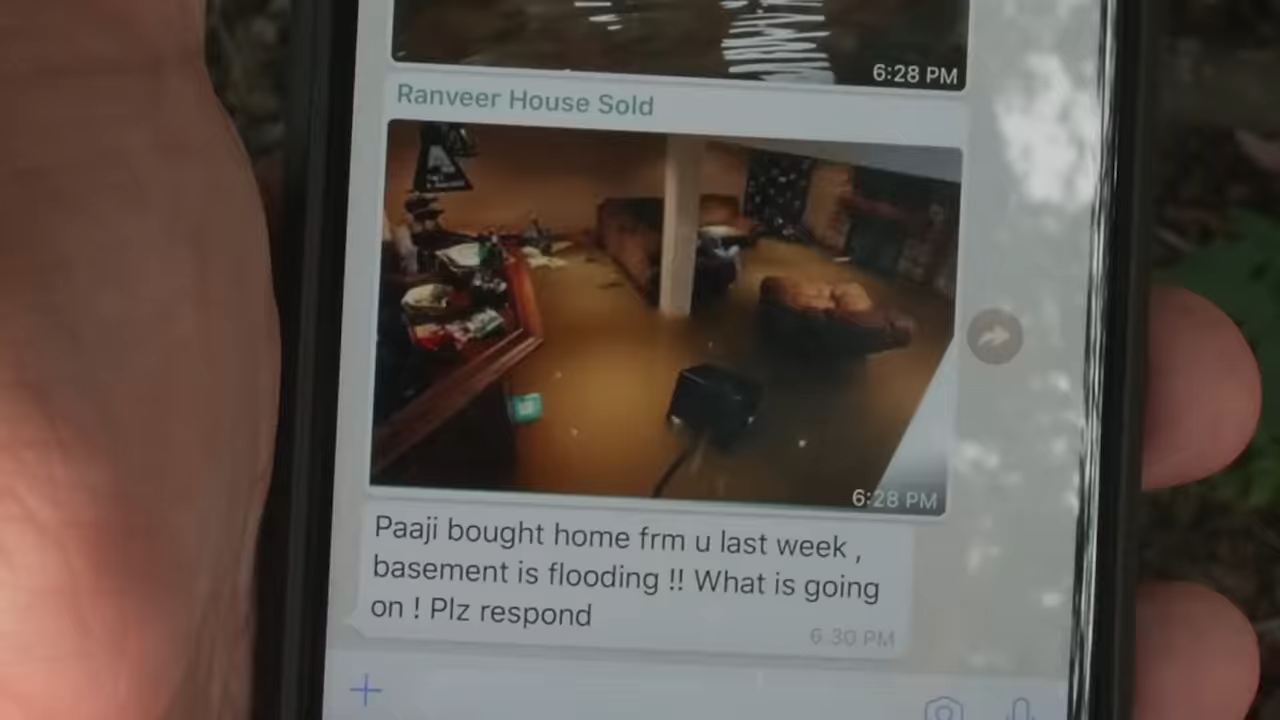 6:28 PM
Ranveer House Sold
6:28 PM
Paaji bought home frm u last week ,
basement is flooding !! What is going
on ! Plz respond
6:30 PM